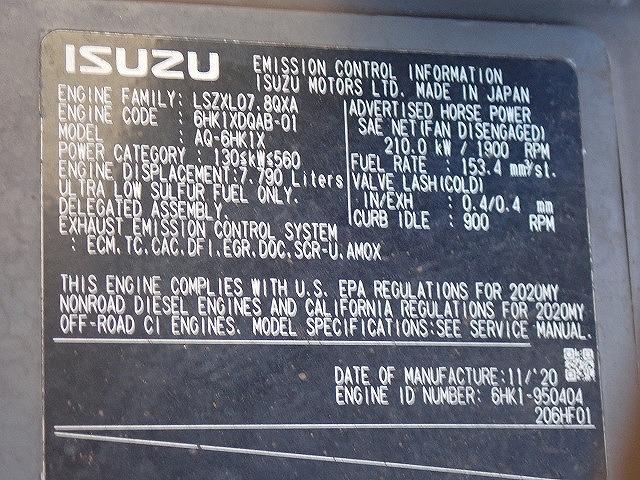 ISUZU
EMISSION CONTROL INFORMATION
ISUZU MOTORS LTD. MADE IN JAPAN
ENGINE FAMILY: LSZXL07.8QXA
ENGINE CODE : 6HK1XDQAB-01
MODEL : AQ-6HK1X
POWER CATEGORY : 130≦kW≦560
ENGINE DISPLACEMENT:7.790 Liters
ULTRA LOW SULFUR FUEL ONLY.
DELEGATED ASSEMBLY.
EXHAUST EMISSION CONTROL SYSTEM
: ECM.TC.CAC.DFI.EGR.DOC.SCR-U.AMOX
ADVERTISED HORSE POWER
SAE NET(FAN DISENGAGED)
210.0 kW / 1900 RPM
FUEL RATE : 153.4 mm³/st.
VALVE LASH(COLD)
IN/EXH : 0.4/0.4 mm
CURB IDLE : 900 RPM
THIS ENGINE COMPLIES WITH U.S. EPA REGULATIONS FOR 2020MY
NONROAD DIESEL ENGINES AND CALIFORNIA REGULATIONS FOR 2020MY
OFF-ROAD CI ENGINES. MODEL SPECIFICATIONS:SEE SERVICE MANUAL.
DATE OF MANUFACTURE:11/'20
ENGINE ID NUMBER: 6HK1-950404
206HF01